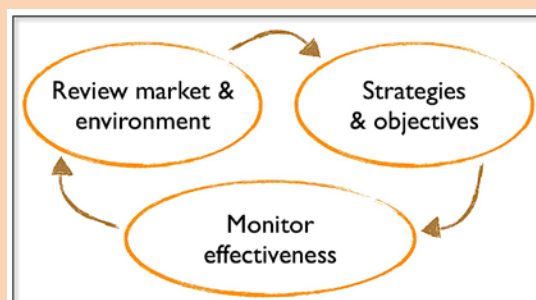 Review market &
environment
Strategies
& objectives
Monitor
effectiveness